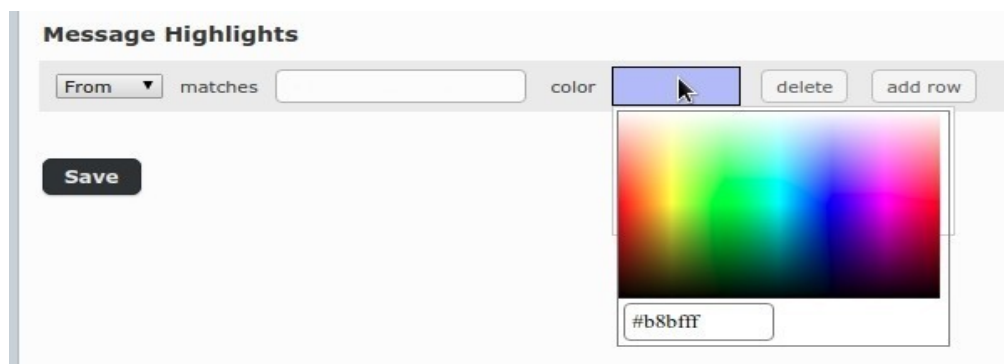 Message Highlights
From matches color delete add row
Save
#b8bfff